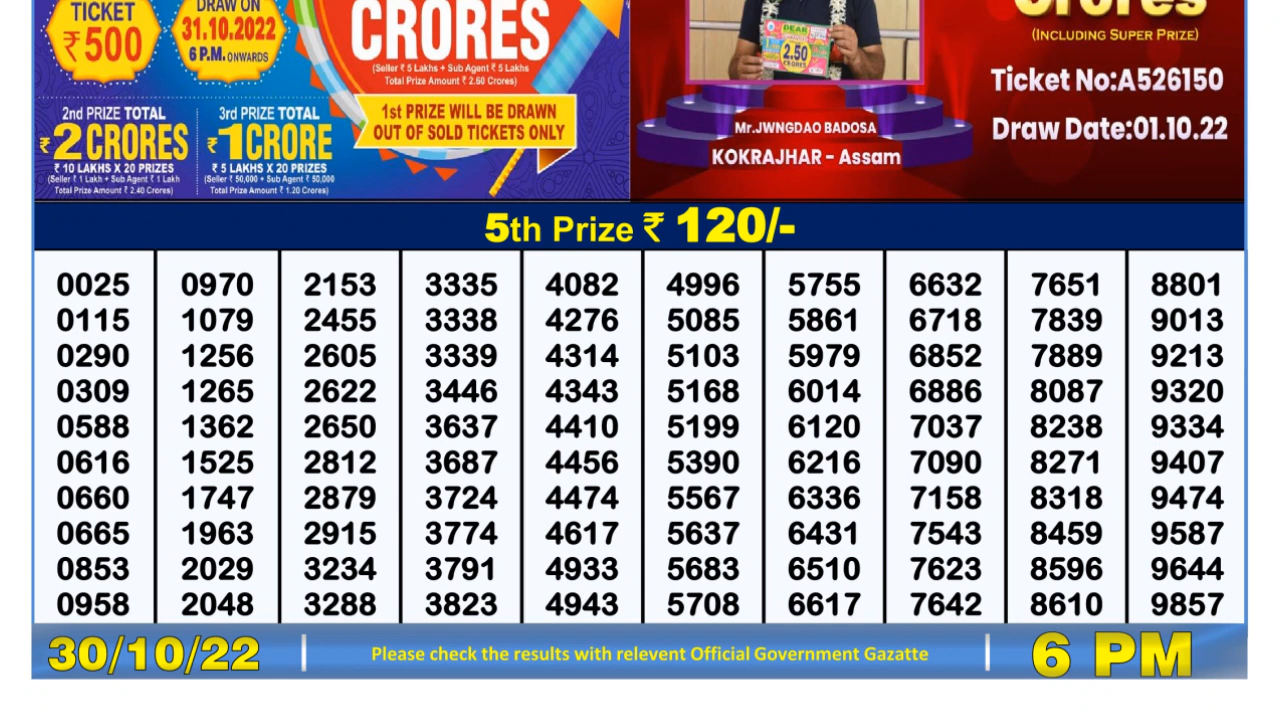 TICKET
₹500
DRAW ON
31.10.2022
6 P.M. ONWARDS
CRORES
(Seller ₹ 5 Lakhs + Sub Agent ₹ 5 Lakhs
Total Prize Amount ₹ 2.60 Crores)
1st PRIZE WILL BE DRAWN
OUT OF SOLD TICKETS ONLY
2nd PRIZE TOTAL
₹2 CRORES
₹ 10 LAKHS X 20 PRIZES
(Seller ₹ 1 Lakh + Sub Agent ₹ 1 Lakh
Total Prize Amount ₹ 2.40 Crores)
3rd PRIZE TOTAL
₹1 CRORE
₹ 5 LAKHS X 20 PRIZES
(Seller ₹ 50,000 + Sub Agent ₹ 50,000
Total Prize Amount ₹ 1.20 Crores)
DEAR
2.50
CRORES
Mr.JWNGDAO BADOSA
KOKRAJHAR - Assam
Crores
(INCLUDING SUPER PRIZE)
Ticket No:A526150
Draw Date:01.10.22
5th Prize ₹ 120/-
0025 0970 2153 3335 4082 4996 5755 6632 7651 8801
0115 1079 2455 3338 4276 5085 5861 6718 7839 9013
0290 1256 2605 3339 4314 5103 5979 6852 7889 9213
0309 1265 2622 3446 4343 5168 6014 6886 8087 9320
0588 1362 2650 3637 4410 5199 6120 7037 8238 9334
0616 1525 2812 3687 4456 5390 6216 7090 8271 9407
0660 1747 2879 3724 4474 5567 6336 7158 8318 9474
0665 1963 2915 3774 4617 5637 6431 7543 8459 9587
0853 2029 3234 3791 4933 5683 6510 7623 8596 9644
0958 2048 3288 3823 4943 5708 6617 7642 8610 9857
30/10/22 | Please check the results with relevent Official Government Gazatte | 6 PM